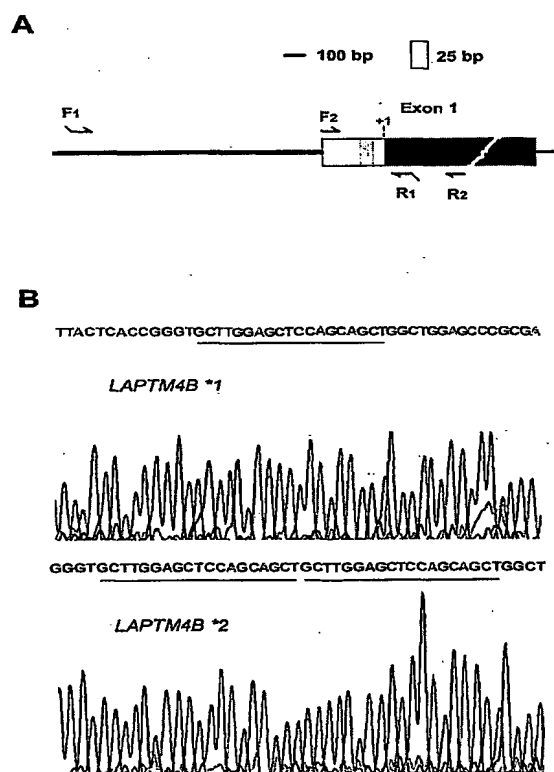 A
100 bp 25 bp
F1 F2 +1 Exon 1
R1 R2
B
TTACTCACCGGGTGCTTGGAGCTCCAGCAGCTGGCTGGAGCCCGCGA
LAPTM4B *1
GGGTGCTTGGAGCTCCAGCAGCTGCTTGGAGCTCCAGCAGCTGGCT
LAPTM4B *2